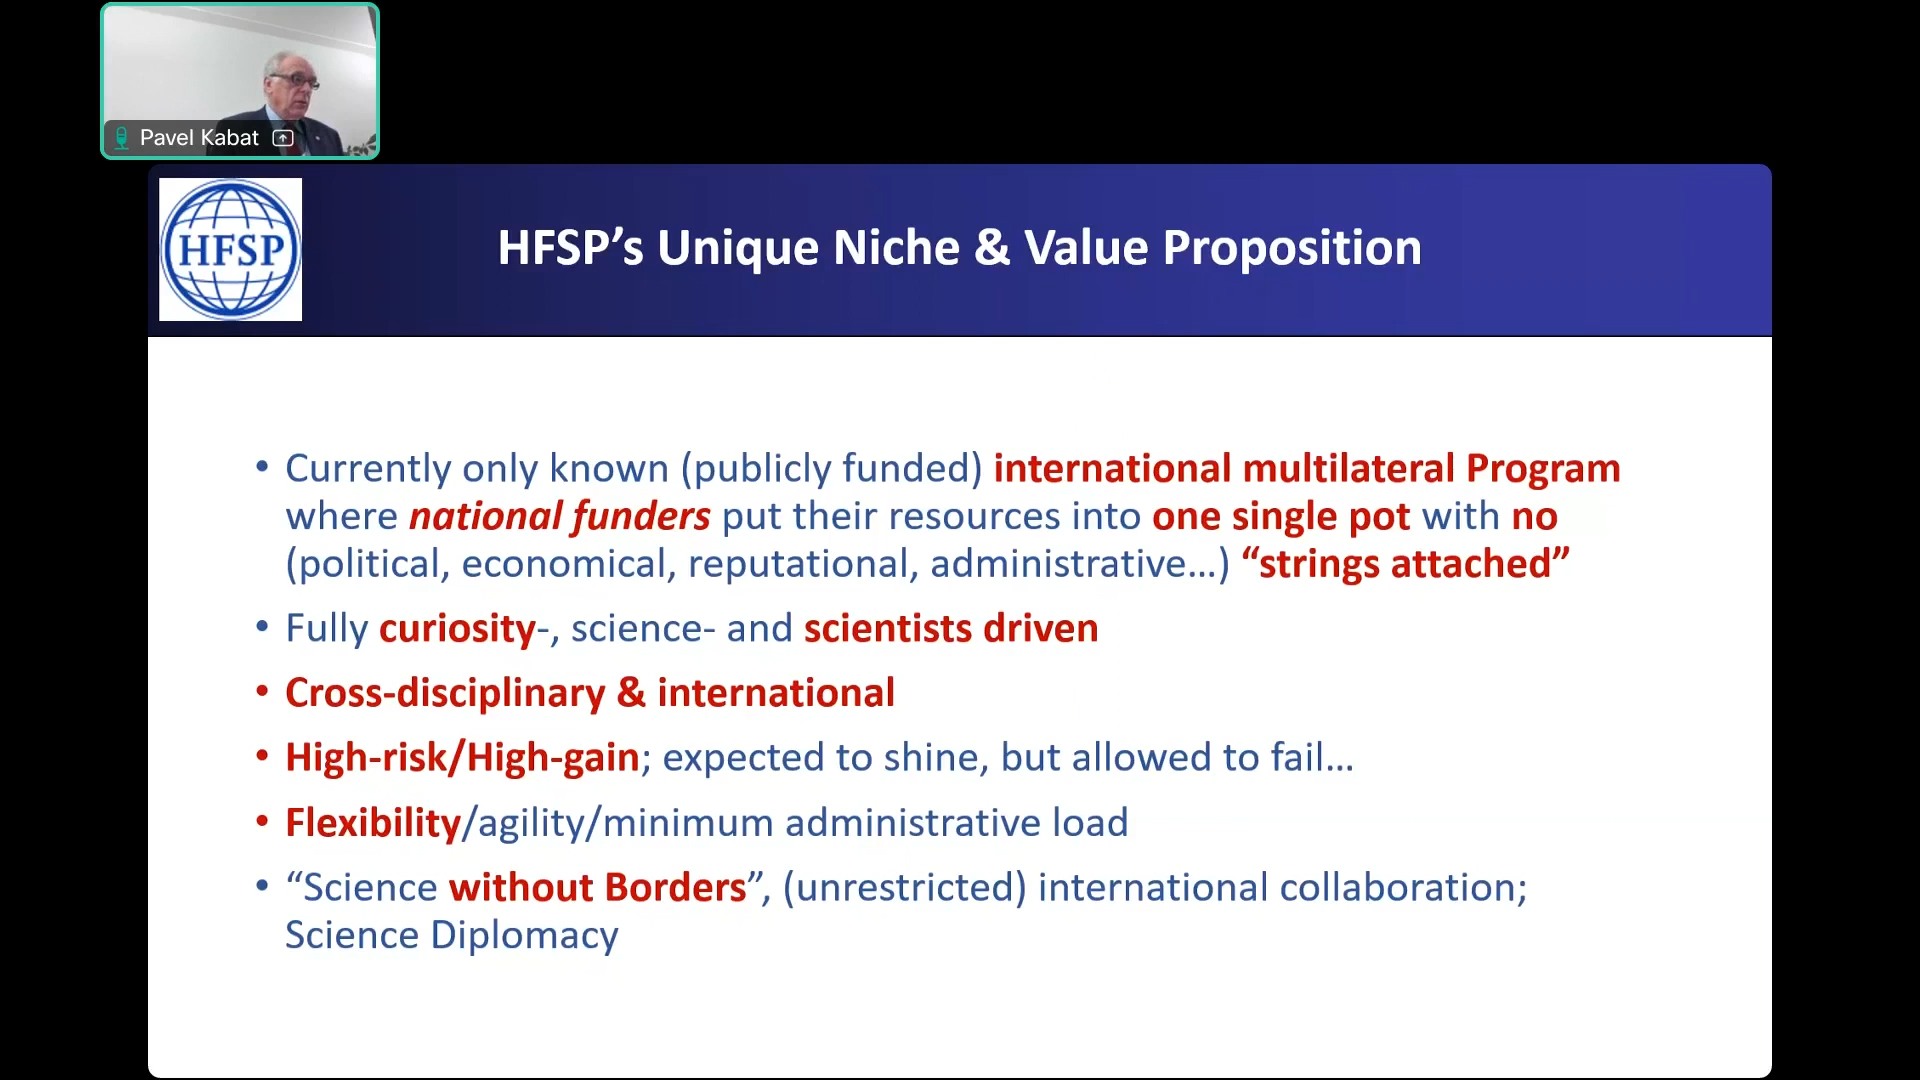 Pavel Kabat
HFSP
HFSP’s Unique Niche & Value Proposition
• Currently only known (publicly funded) international multilateral Program
where national funders put their resources into one single pot with no
(political, economical, reputational, administrative…) “strings attached”
• Fully curiosity-, science- and scientists driven
• Cross-disciplinary & international
• High-risk/High-gain; expected to shine, but allowed to fail…
• Flexibility/agility/minimum administrative load
• “Science without Borders”, (unrestricted) international collaboration;
Science Diplomacy